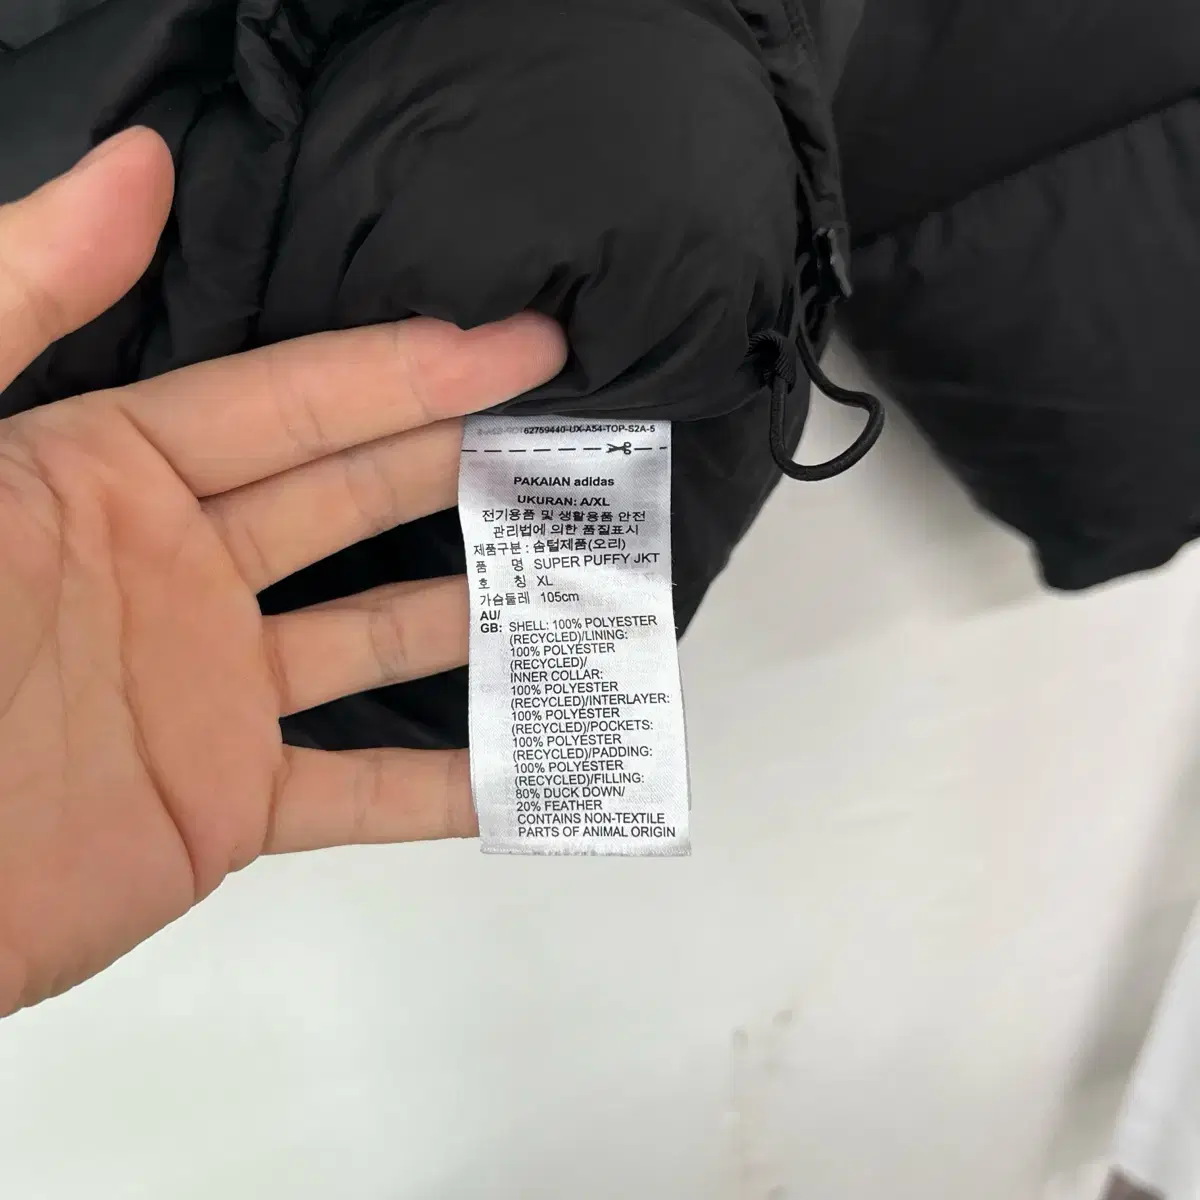 62759440-UX-A54-TOP-S2A-5
PAKAIAN adidas
UKURAN: A/XL
전기용품 및 생활용품 안전
관리법에 의한 품질표시
제품구분 : 솜털제품(오리)
품 명 SUPER PUFFY JKT
호 칭 XL
가슴둘레 105cm
AU/
GB: SHELL: 100% POLYESTER
(RECYCLED)/LINING:
100% POLYESTER
(RECYCLED)/
INNER COLLAR:
100% POLYESTER
(RECYCLED)/INTERLAYER:
100% POLYESTER
(RECYCLED)/POCKETS:
100% POLYESTER
(RECYCLED)/PADDING:
100% POLYESTER
(RECYCLED)/FILLING:
80% DUCK DOWN/
20% FEATHER
CONTAINS NON-TEXTILE
PARTS OF ANIMAL ORIGIN